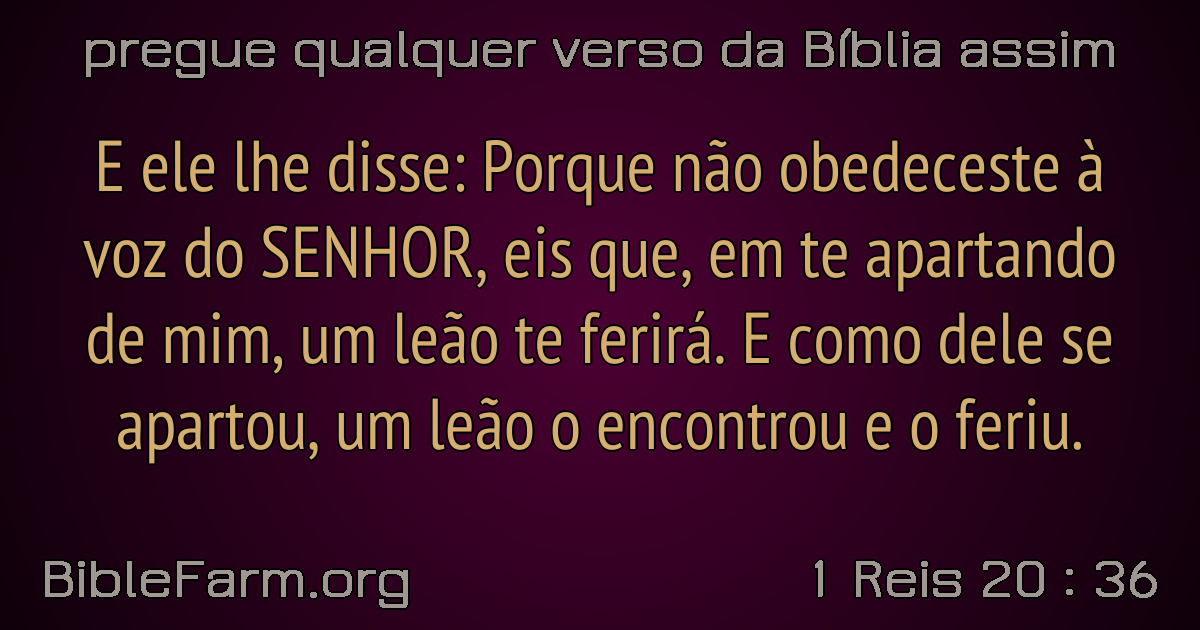 pregue qualquer verso da Bíblia assim
E ele lhe disse: Porque não obedeceste à
voz do SENHOR, eis que, em te apartando
de mim, um leão te ferirá. E como dele se
apartou, um leão o encontrou e o feriu.
BibleFarm.org
1 Reis 20 : 36